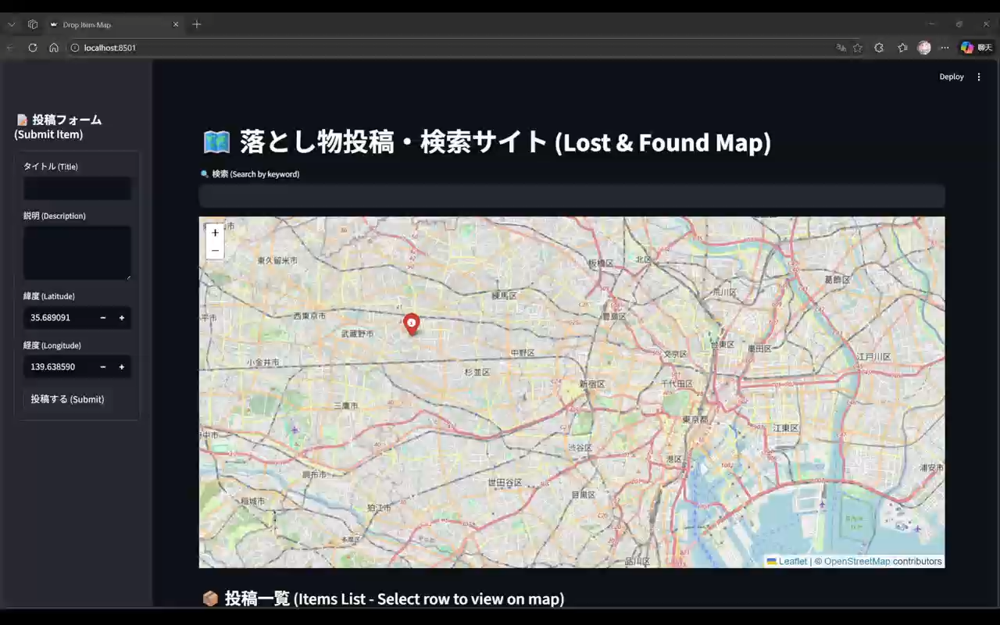 Drop Item Map
localhost:8501
聊天
Deploy
投稿フォーム
(Submit Item)
タイトル (Title)
説明 (Description)
緯度 (Latitude)
35.689091
経度 (Longitude)
139.638590
投稿する (Submit)
落とし物投稿・検索サイト (Lost & Found Map)
検索 (Search by keyword)
+
−
東久留米市
板橋区
北区
葛飾区
荒川区
練馬区
豊島区
西東京市
武蔵野市
台東区
墨田区
文京区
中野区
江戸川区
小金井市
杉並区
新宿区
千代田区
三鷹市
東京都
江東区
渋谷区
港区
浦安市
調布市
世田谷区
目黒区
稲城市
狛江市
多摩区
品川区
Leaflet | © OpenStreetMap contributors
投稿一覧 (Items List - Select row to view on map)